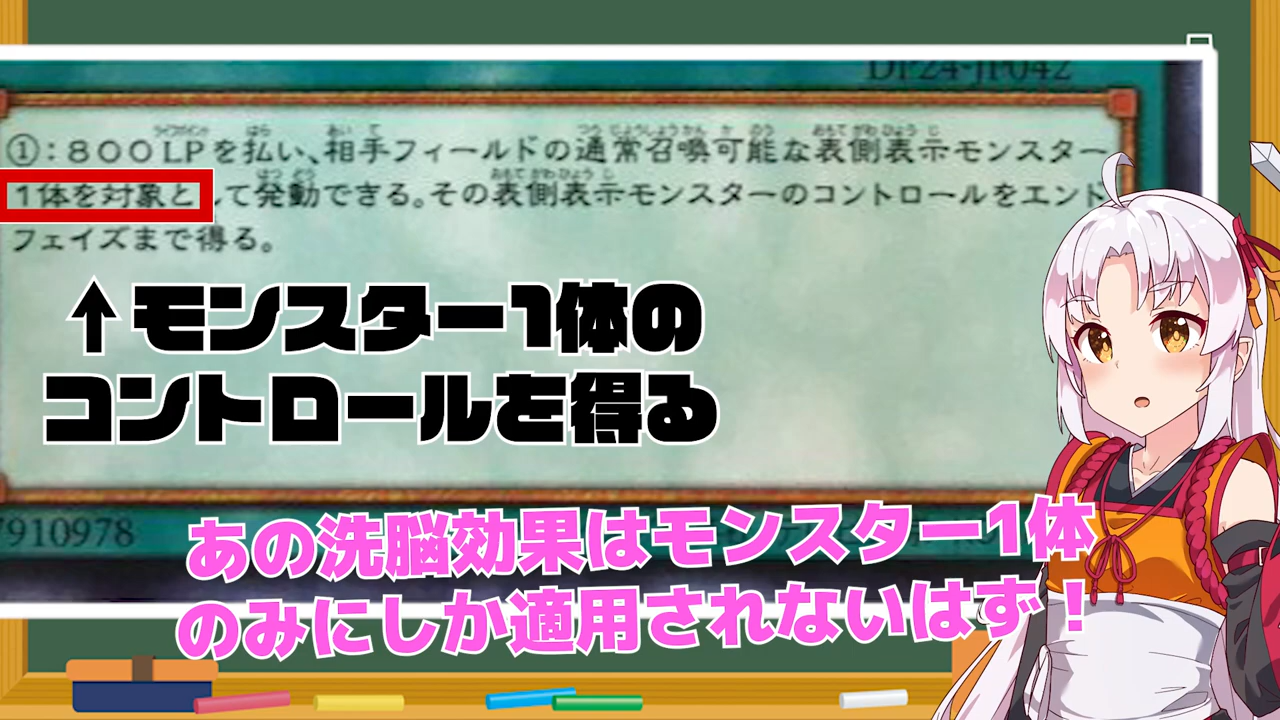 DP24-JP042
①：８００LPを払い、相手フィールドの通常召喚可能な表側表示モンスター
１体を対象として発動できる。その表側表示モンスターのコントロールをエンド
フェイズまで得る。
↑モンスター1体の
コントロールを得る
あの洗脳効果はモンスター1体
のみにしか適用されないはず！
7910978